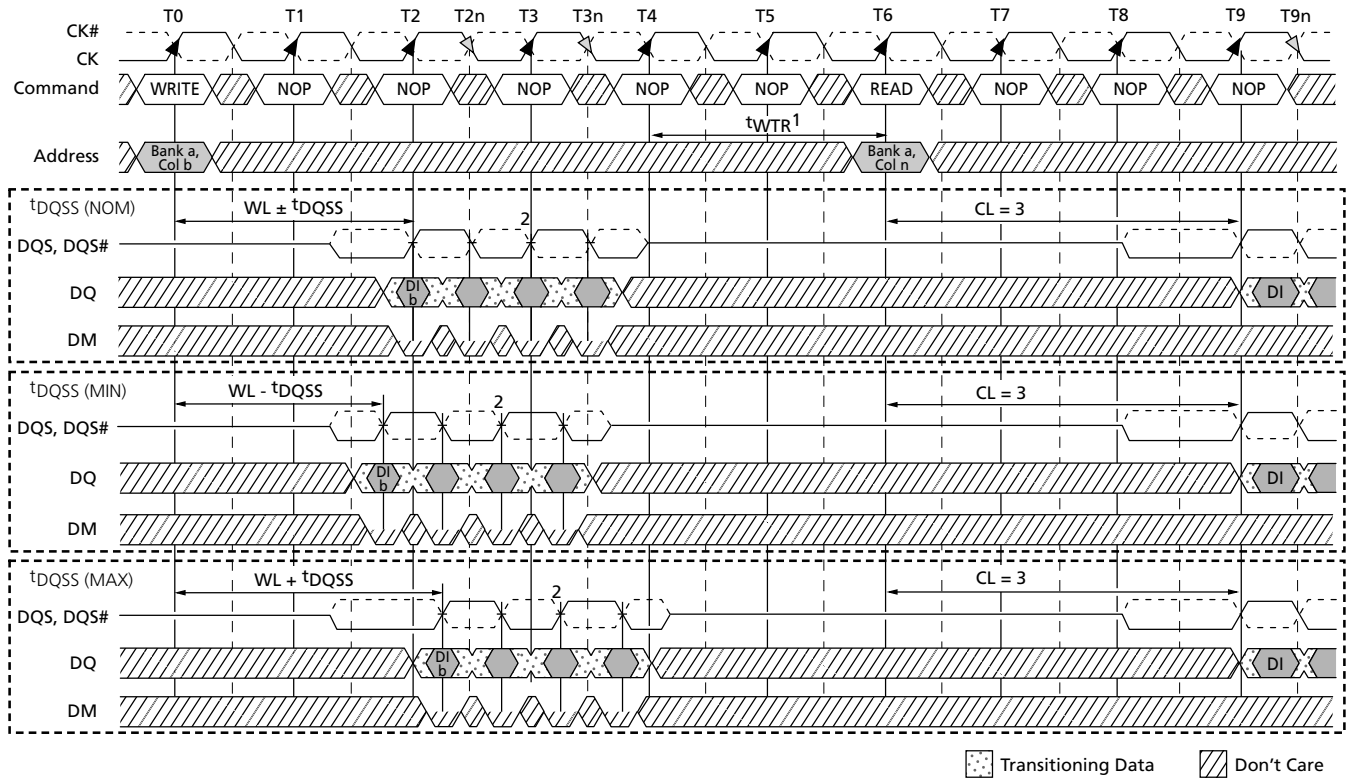 T0 T1 T2 T2n T3 T3n T4 T5 T6 T7 T8 T9 T9n
CK#
CK
Command WRITE NOP NOP NOP NOP NOP READ NOP NOP NOP
tWTR1
Address Bank a, Col b Bank a, Col n
tDQSS (NOM) WL ± tDQSS 2 CL = 3
DQS, DQS#
DQ DI b DI
DM
tDQSS (MIN) WL - tDQSS 2 CL = 3
DQS, DQS#
DQ DI b DI
DM
tDQSS (MAX) WL + tDQSS 2 CL = 3
DQS, DQS#
DQ DI b DI
DM
Transitioning Data Don't Care